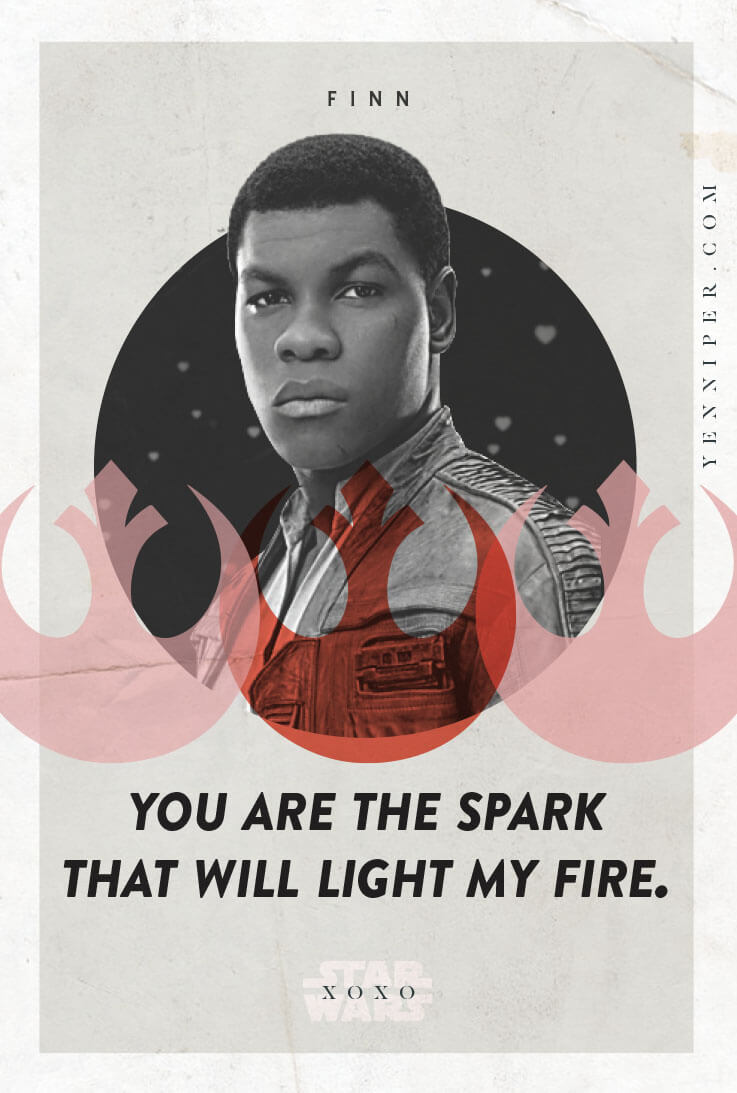 FINN
YENNIPER.COM
YOU ARE THE SPARK
THAT WILL LIGHT MY FIRE.
STAR
XOXO
WARS